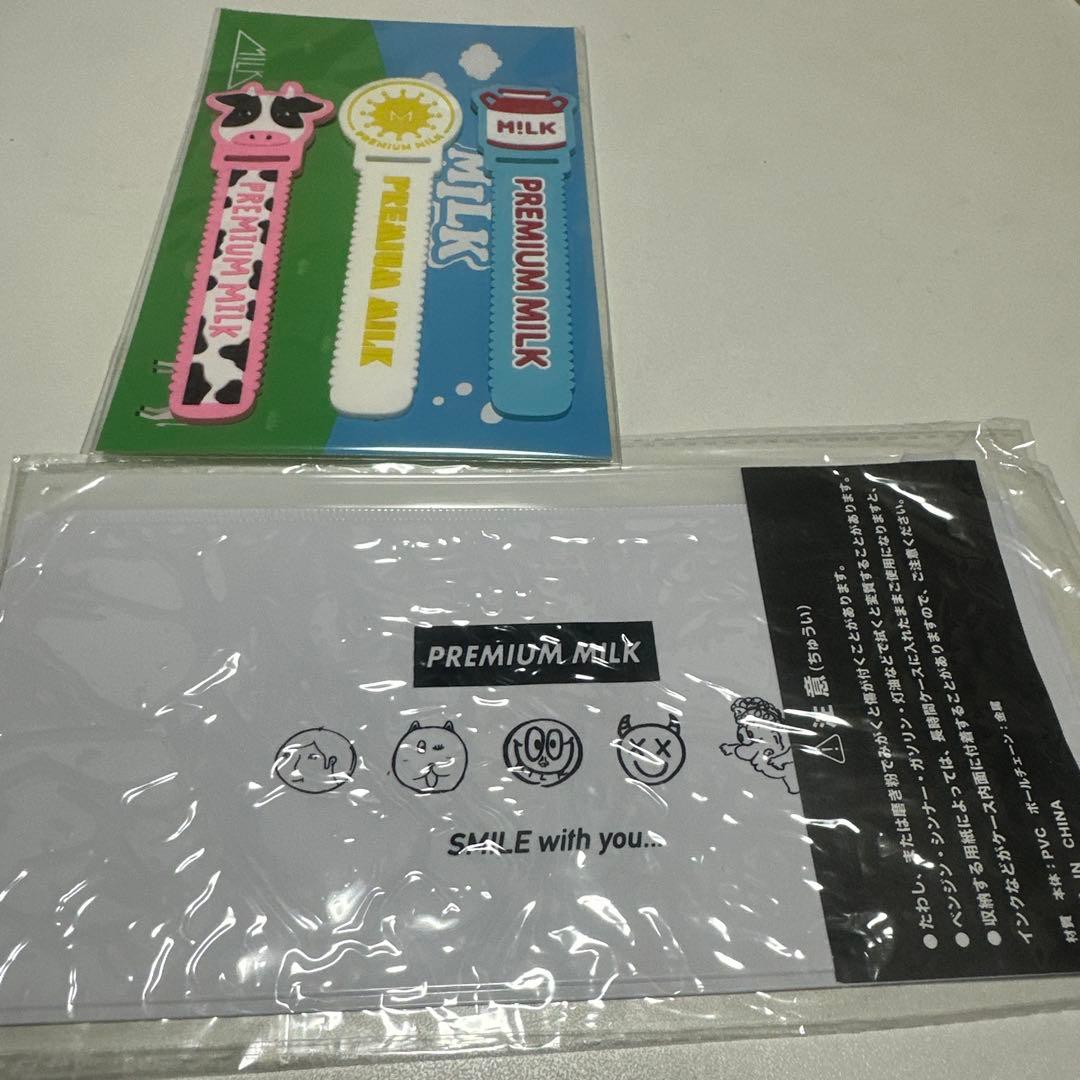 MILK
M
PREMIUM MILK
M!LK
PREMIUM MILK
PREMIUM MILK
MILK
PREMIUM MILK
PREMIUM MILK
SMILE with you...
注意(ちゅうい)
●たわし、または磨き粉でみがくと傷が付くことがあります。
●ベンジン・シンナー・ガソリン・灯油などで拭くと変質することがあります。
●収納する用紙によっては、長時間ケースに入れたままご使用になりますと、
インクなどがケース内面に付着することがありますので、ご注意ください。
材質 本体:PVC ボールチェーン:金属
IN CHINA